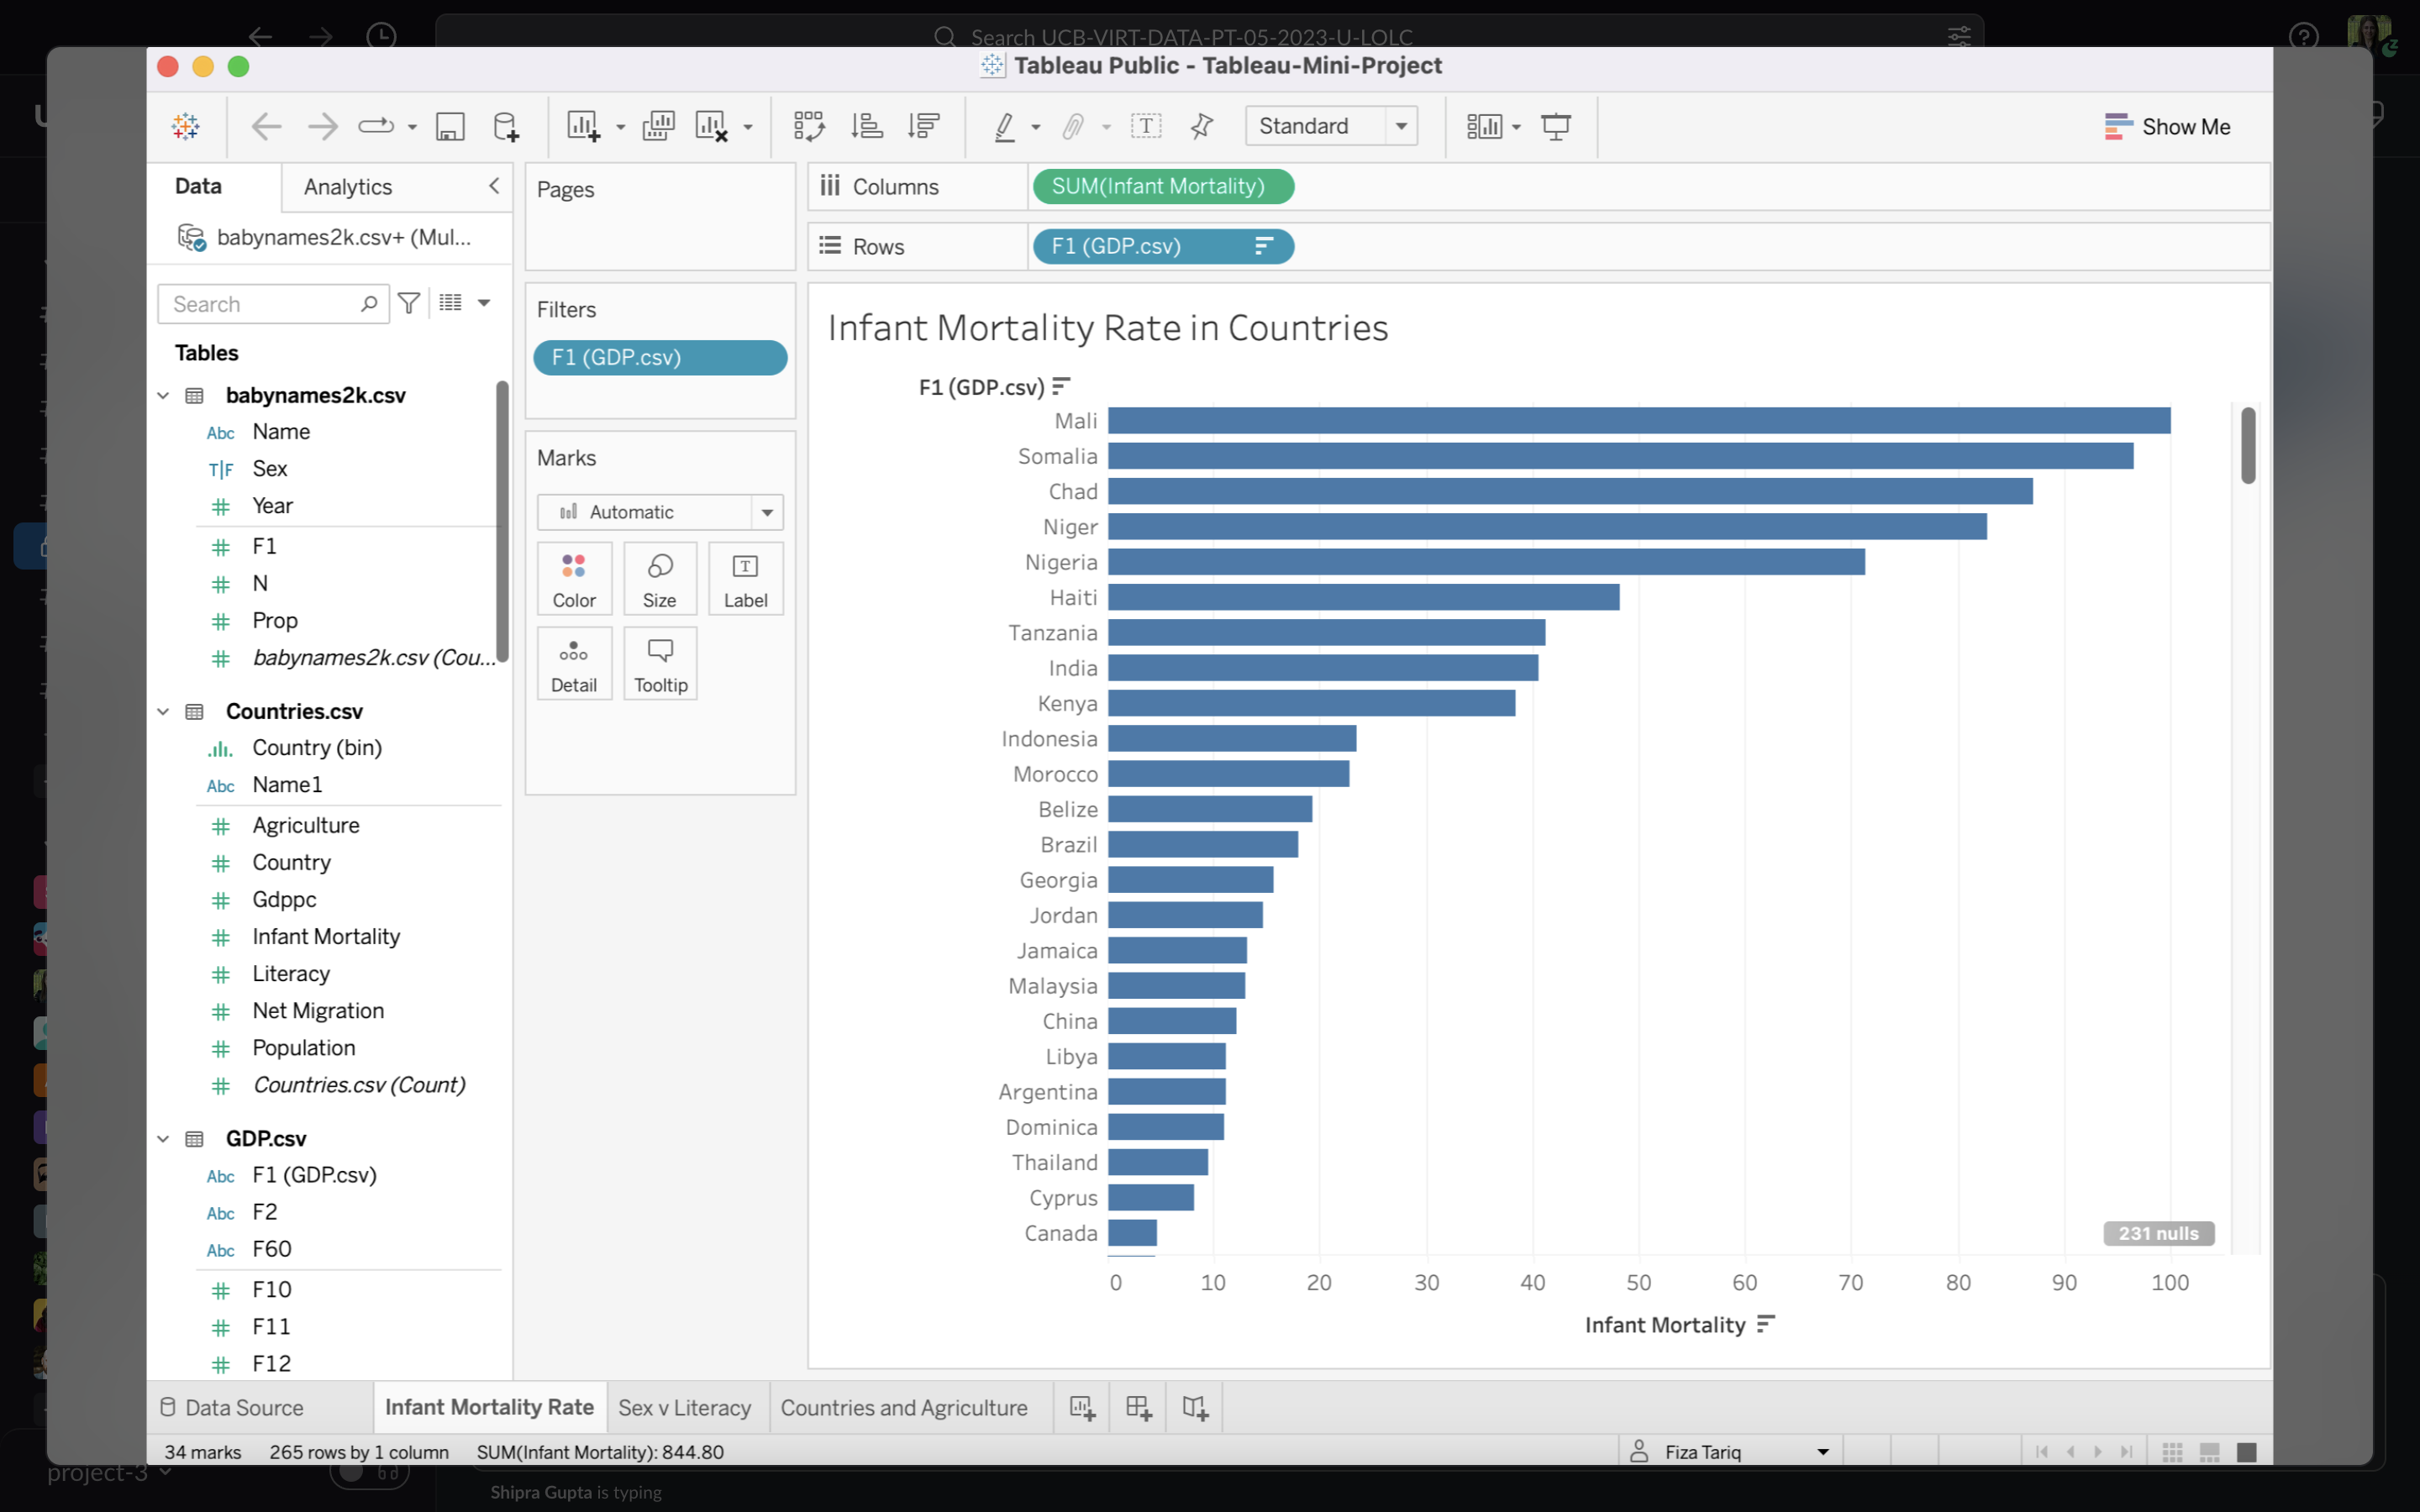 Search UCB-VIRT-DATA-PT-05-2023-U-LOLC
Tableau Public - Tableau-Mini-Project
Standard
Show Me
Data
Analytics
babynames2k.csv+ (Mul...
Search
Tables
babynames2k.csv
Abc Name
T|F Sex
# Year
# F1
# N
# Prop
# babynames2k.csv (Cou...
Countries.csv
Country (bin)
Abc Name1
# Agriculture
# Country
# Gdppc
# Infant Mortality
# Literacy
# Net Migration
# Population
# Countries.csv (Count)
GDP.csv
Abc F1 (GDP.csv)
Abc F2
Abc F60
# F10
# F11
# F12
Pages
Filters
F1 (GDP.csv)
Marks
Automatic
Color
Size
T
Label
Detail
Tooltip
Columns
SUM(Infant Mortality)
Rows
F1 (GDP.csv)
Infant Mortality Rate in Countries
F1 (GDP.csv)
Mali
Somalia
Chad
Niger
Nigeria
Haiti
Tanzania
India
Kenya
Indonesia
Morocco
Belize
Brazil
Georgia
Jordan
Jamaica
Malaysia
China
Libya
Argentina
Dominica
Thailand
Cyprus
Canada
231 nulls
0 10 20 30 40 50 60 70 80 90 100
Infant Mortality
Data Source
Infant Mortality Rate
Sex v Literacy
Countries and Agriculture
34 marks
265 rows by 1 column
SUM(Infant Mortality): 844.80
Fiza Tariq
project-3
Shipra Gupta is typing